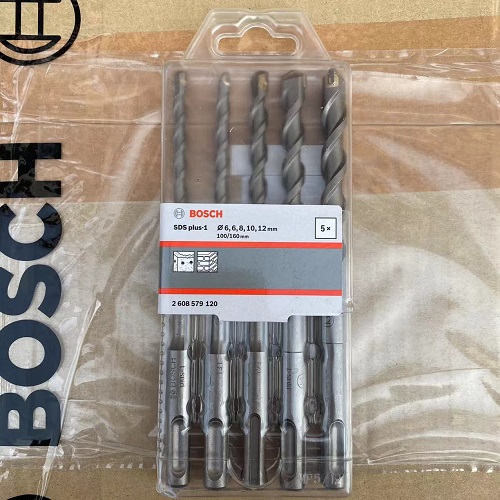 BOSCH
BOSCH
SDS plus-1
Ø 6,6,8,10,12 mm
100/160 mm
5 ×
2 608 579 120
BOSCH